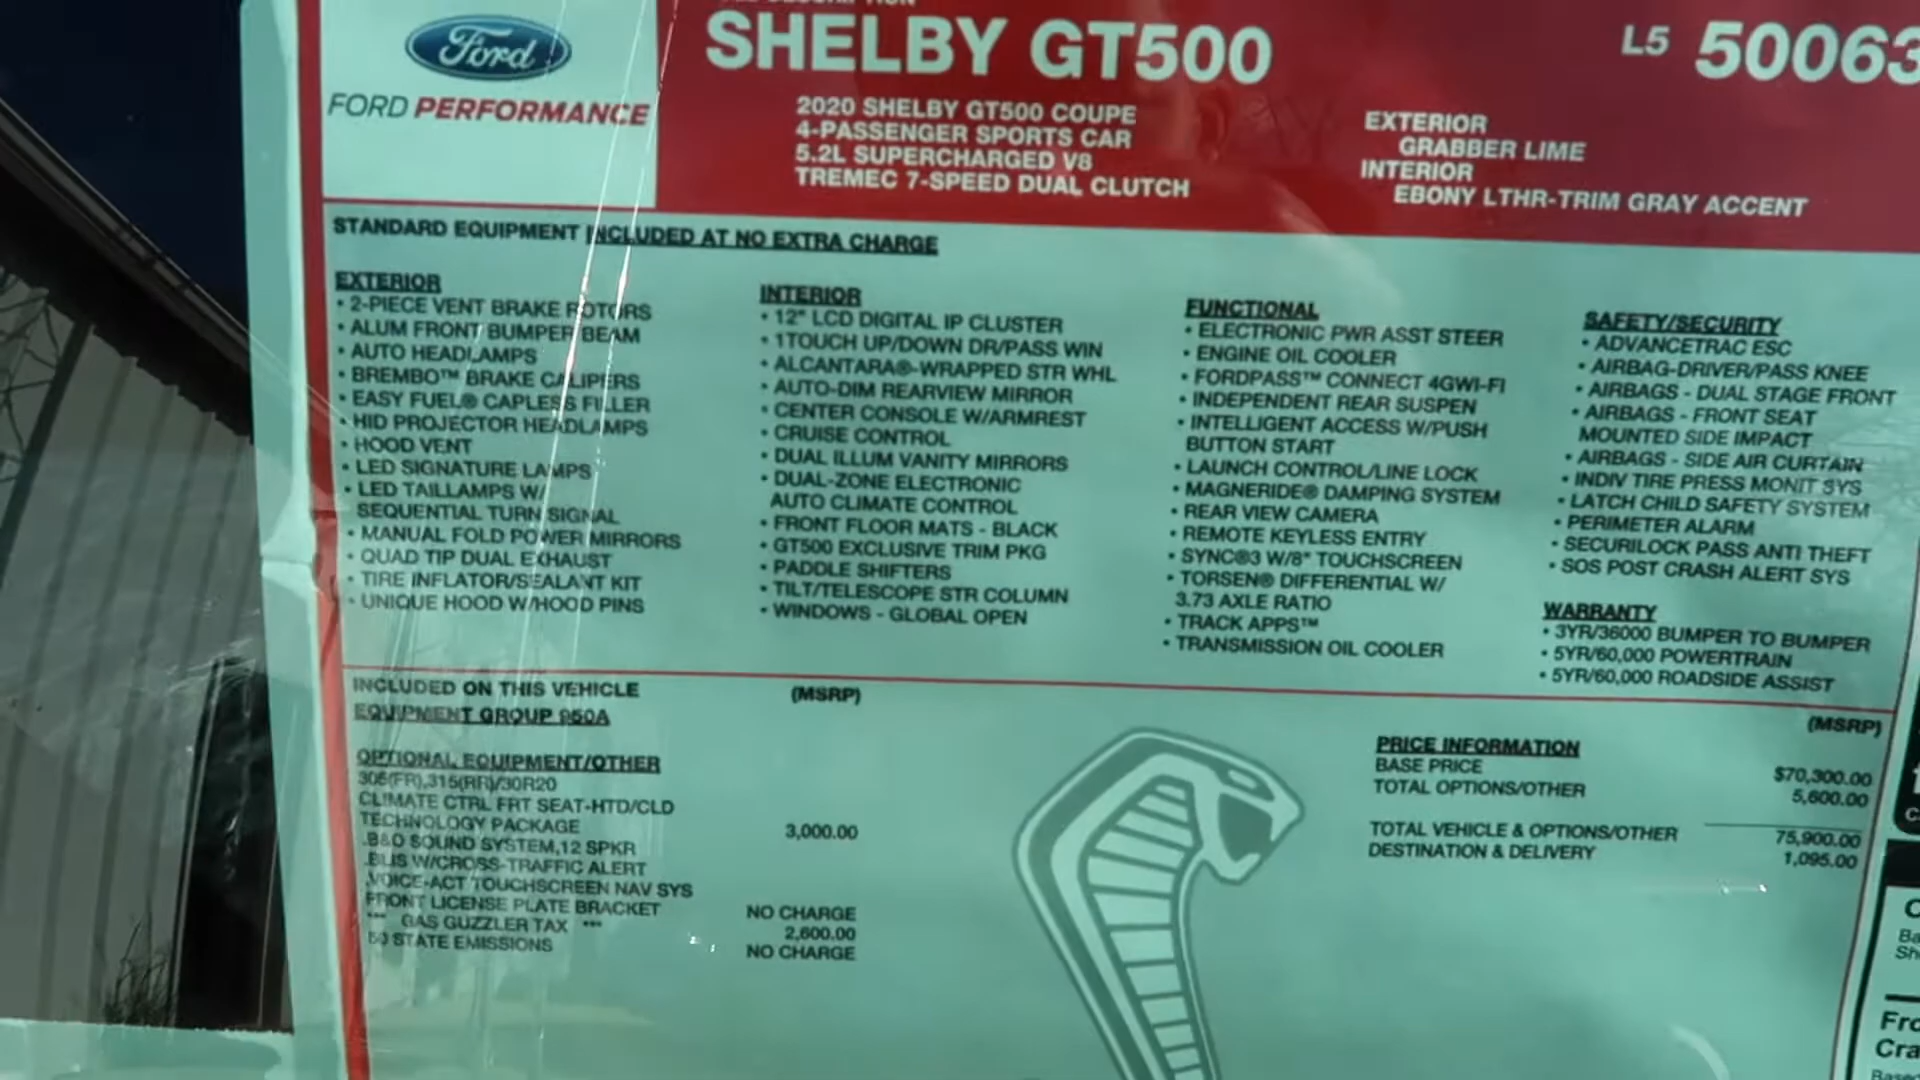 Ford
FORD PERFORMANCE
SHELBY GT500
L5 50063
2020 SHELBY GT500 COUPE
4-PASSENGER SPORTS CAR
5.2L SUPERCHARGED V8
TREMEC 7-SPEED DUAL CLUTCH
EXTERIOR
GRABBER LIME
INTERIOR
EBONY LTHR-TRIM GRAY ACCENT
STANDARD EQUIPMENT INCLUDED AT NO EXTRA CHARGE
EXTERIOR
• 2-PIECE VENT BRAKE ROTORS
• ALUM FRONT BUMPER BEAM
• AUTO HEADLAMPS
• BREMBO™ BRAKE CALIPERS
• EASY FUEL® CAPLESS FILLER
• HID PROJECTOR HEADLAMPS
• HOOD VENT
• LED SIGNATURE LAMPS
• LED TAILLAMPS W/
SEQUENTIAL TURN SIGNAL
• MANUAL FOLD POWER MIRRORS
• QUAD TIP DUAL EXHAUST
• TIRE INFLATOR/SEALANT KIT
• UNIQUE HOOD W/HOOD PINS
INTERIOR
• 12" LCD DIGITAL IP CLUSTER
• 1TOUCH UP/DOWN DR/PASS WIN
• ALCANTARA®-WRAPPED STR WHL
• AUTO-DIM REARVIEW MIRROR
• CENTER CONSOLE W/ARMREST
• CRUISE CONTROL
• DUAL ILLUM VANITY MIRRORS
• DUAL-ZONE ELECTRONIC
AUTO CLIMATE CONTROL
• FRONT FLOOR MATS - BLACK
• GT500 EXCLUSIVE TRIM PKG
• PADDLE SHIFTERS
• TILT/TELESCOPE STR COLUMN
• WINDOWS - GLOBAL OPEN
FUNCTIONAL
• ELECTRONIC PWR ASST STEER
• ENGINE OIL COOLER
• FORDPASS™ CONNECT 4GWI-FI
• INDEPENDENT REAR SUSPEN
• INTELLIGENT ACCESS W/PUSH
BUTTON START
• LAUNCH CONTROL/LINE LOCK
• MAGNERIDE® DAMPING SYSTEM
• REAR VIEW CAMERA
• REMOTE KEYLESS ENTRY
• SYNC®3 W/8" TOUCHSCREEN
• TORSEN® DIFFERENTIAL W/
3.73 AXLE RATIO
• TRACK APPS™
• TRANSMISSION OIL COOLER
SAFETY/SECURITY
• ADVANCETRAC ESC
• AIRBAG-DRIVER/PASS KNEE
• AIRBAGS - DUAL STAGE FRONT
• AIRBAGS - FRONT SEAT
MOUNTED SIDE IMPACT
• AIRBAGS - SIDE AIR CURTAIN
• INDIV TIRE PRESS MONIT SYS
• LATCH CHILD SAFETY SYSTEM
• PERIMETER ALARM
• SECURILOCK PASS ANTI THEFT
• SOS POST CRASH ALERT SYS
WARRANTY
• 3YR/36000 BUMPER TO BUMPER
• 5YR/60,000 POWERTRAIN
• 5YR/60,000 ROADSIDE ASSIST
INCLUDED ON THIS VEHICLE (MSRP)
EQUIPMENT GROUP 950A
OPTIONAL EQUIPMENT/OTHER
305(FR),315(RR)/30R20
CLIMATE CTRL FRT SEAT-HTD/CLD
TECHNOLOGY PACKAGE 3,000.00
.B&O SOUND SYSTEM,12 SPKR
.BLIS W/CROSS-TRAFFIC ALERT
.VOICE-ACT TOUCHSCREEN NAV SYS
FRONT LICENSE PLATE BRACKET NO CHARGE
*** GAS GUZZLER TAX *** 2,600.00
50 STATE EMISSIONS NO CHARGE
(MSRP)
PRICE INFORMATION
BASE PRICE $70,300.00
TOTAL OPTIONS/OTHER 5,600.00
TOTAL VEHICLE & OPTIONS/OTHER 75,900.00
DESTINATION & DELIVERY 1,095.00